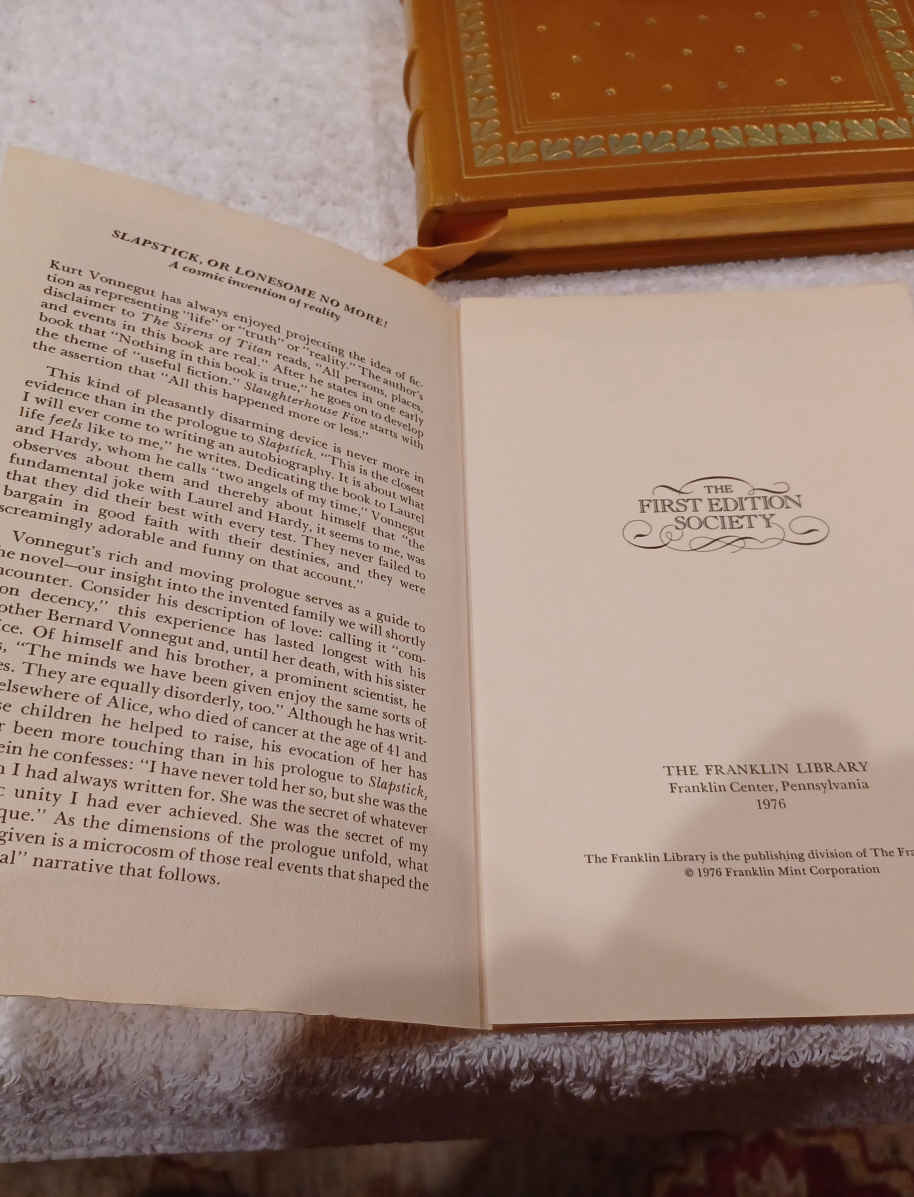 SLAPSTICK, OR LONESOME NO MORE!
A cosmic invention of reality
Kurt Vonnegut has always enjoyed projecting the idea of fic-
tion as representing "life" or "truth" or "reality." The author's
disclaimer to The Sirens of Titan reads, "All persons, places,
and events in this book are real." After he states in one early
book that "Nothing in this book is true," he goes on to develop
the theme of "useful fiction." Slaughterhouse Five starts with
the assertion that "All this happened more or less."
This kind of pleasantly disarming device is never more in
evidence than in the prologue to Slapstick. "This is the closest
I will ever come to writing an autobiography. It is about what
life feels like to me," he writes. Dedicating the book to Laurel
and Hardy, whom he calls "two angels of my time," Vonnegut
observes about them and thereby about himself that "the
fundamental joke with Laurel and Hardy, it seems to me, was
that they did their best with every test. They never failed to
bargain in good faith with their destinies, and they were
screamingly adorable and funny on that account."
Vonnegut's rich and moving prologue serves as a guide to
he novel—our insight into the invented family we will shortly
ncounter. Consider his description of love: calling it "com-
on decency," this experience has lasted longest with his
other Bernard Vonnegut and, until her death, with his sister
ice. Of himself and his brother, a prominent scientist, he
s, "The minds we have been given enjoy the same sorts of
es. They are equally disorderly, too." Although he has writ-
elsewhere of Alice, who died of cancer at the age of 41 and
se children he helped to raise, his evocation of her has
r been more touching than in his prologue to Slapstick,
ein he confesses: "I have never told her so, but she was the
n I had always written for. She was the secret of whatever
c unity I had ever achieved. She was the secret of my
que." As the dimensions of the prologue unfold, what
given is a microcosm of those real events that shaped the
al" narrative that follows.
THE
FIRST EDITION
SOCIETY
THE FRANKLIN LIBRARY
Franklin Center, Pennsylvania
1976
The Franklin Library is the publishing division of The Fra
© 1976 Franklin Mint Corporation